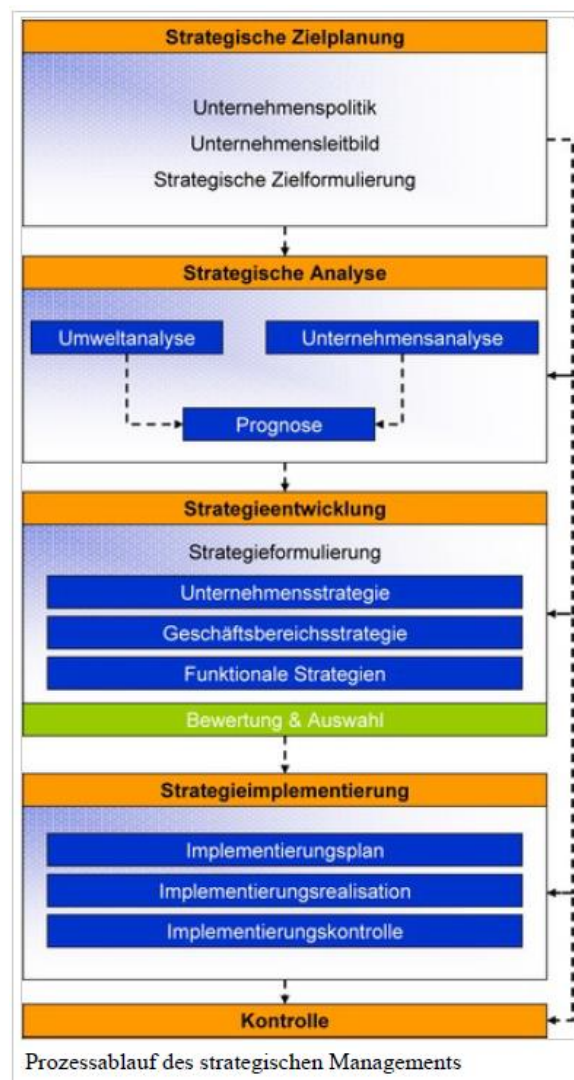 Strategische Zielplanung
Unternehmenspolitik
Unternehmensleitbild
Strategische Zielformulierung
Strategische Analyse
Umweltanalyse
Unternehmensanalyse
Prognose
Strategieentwicklung
Strategieformulierung
Unternehmensstrategie
Geschäftsbereichsstrategie
Funktionale Strategien
Bewertung & Auswahl
Strategieimplementierung
Implementierungsplan
Implementierungsrealisation
Implementierungskontrolle
Kontrolle
Prozessablauf des strategischen Managements